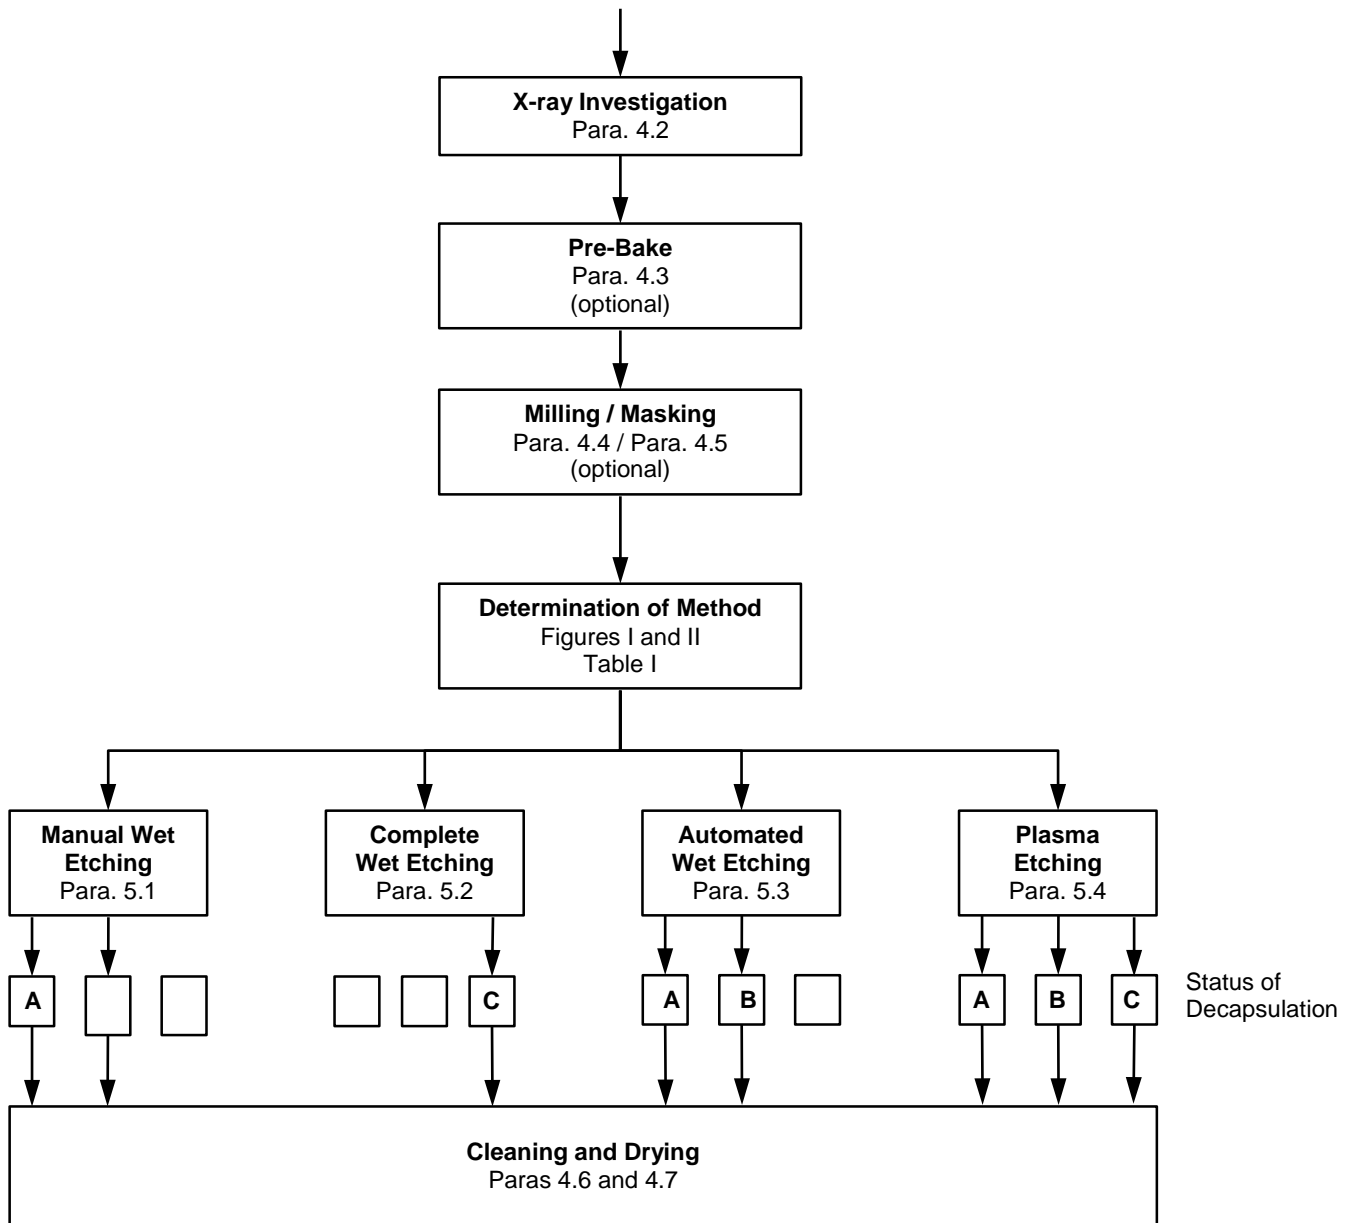 X-ray Investigation
Para. 4.2
Pre-Bake
Para. 4.3
(optional)
Milling / Masking
Para. 4.4 / Para. 4.5
(optional)
Determination of Method
Figures I and II
Table I
Manual Wet
Etching
Para. 5.1
Complete
Wet Etching
Para. 5.2
Automated
Wet Etching
Para. 5.3
Plasma
Etching
Para. 5.4
A
C
A
B
A
B
C
Status of
Decapsulation
Cleaning and Drying
Paras 4.6 and 4.7